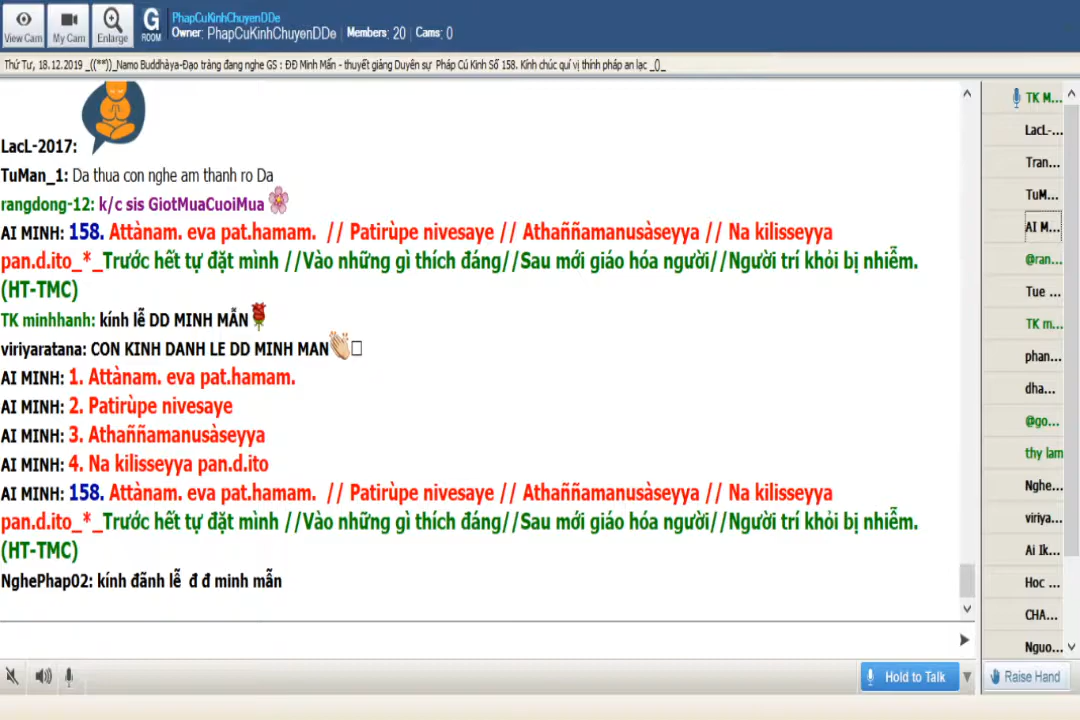 View Cam
My Cam
Enlarge
G
ROOM
PhapCuKinhChuyenDDe
Owner: PhapCuKinhChuyenDDe Members: 20 Cams: 0
Thứ Tư, 18.12.2019 _((**))_Namo Buddhàya-Đạo tràng đang nghe GS : ĐĐ Minh Mẫn - thuyết giảng Duyên sự Pháp Cú Kinh Số 158. Kính chúc quí vị thính pháp an lạc _()_
LacL-2017:
TuMan_1: Da thua con nghe am thanh ro Da
rangdong-12: k/c sis GiotMuaCuoiMua
AI MINH: 158. Attànam. eva pat.hamam. // Patirùpe nivesaye // Athaññamanusàseyya // Na kilisseyya
pan.d.ito_*_Trước hết tự đặt mình //Vào những gì thích đáng//Sau mới giáo hóa người//Người trí khỏi bị nhiễm.
(HT-TMC)
TK minhhanh: kính lễ DD MINH MẪN
viriyaratana: CON KINH DANH LE DD MINH MAN
AI MINH: 1. Attànam. eva pat.hamam.
AI MINH: 2. Patirùpe nivesaye
AI MINH: 3. Athaññamanusàseyya
AI MINH: 4. Na kilisseyya pan.d.ito
AI MINH: 158. Attànam. eva pat.hamam. // Patirùpe nivesaye // Athaññamanusàseyya // Na kilisseyya
pan.d.ito_*_Trước hết tự đặt mình //Vào những gì thích đáng//Sau mới giáo hóa người//Người trí khỏi bị nhiễm.
(HT-TMC)
NghePhap02: kính đãnh lễ đ đ minh mẫn
TK M...
LacL-...
Tran...
TuM...
AI M...
@ran...
Tue ...
TK m...
phan...
dha...
@go...
thy lam
Nghe...
viriya...
Ai Ik...
Hoc ...
CHA...
Nguo...
Hold to Talk
Raise Hand